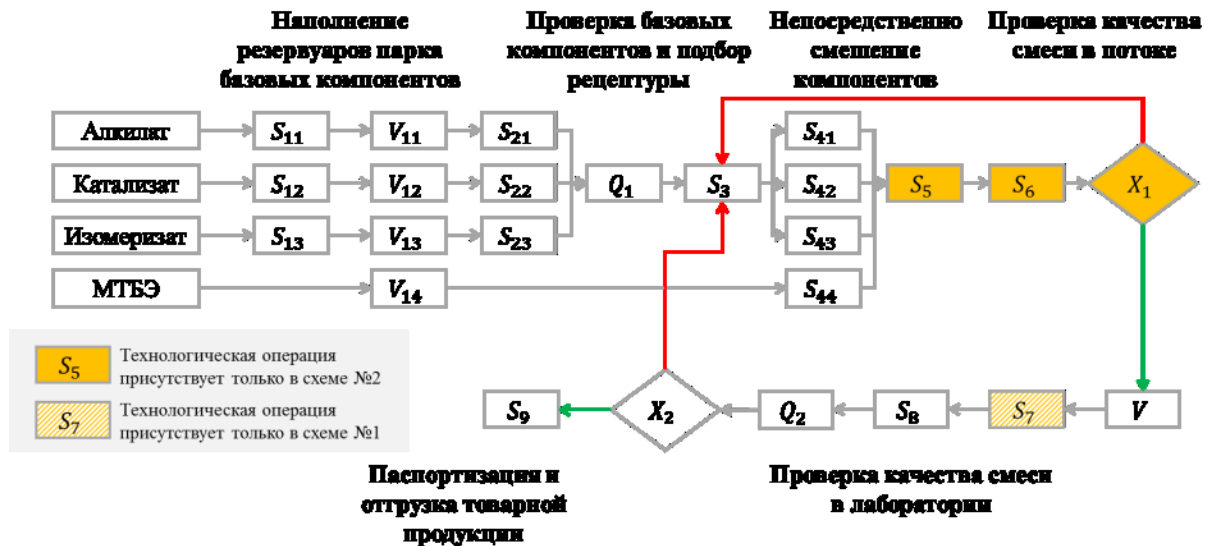 Наполнение
резервуаров парка
базовых компонентов
Проверка базовых
компонентов и подбор
рецептуры
Непосредственно
смешение
компонентов
Проверка качества
смеси в потоке
Алкилат
S₁₁
V₁₁
S₂₁
S₄₁
Катализат
S₁₂
V₁₂
S₂₂
Q₁
S₃
S₄₂
S₅
S₆
X₁
Изомеризат
S₁₃
V₁₃
S₂₃
S₄₃
МТБЭ
V₁₄
S₄₄
S₅
Технологическая операция
присутствует только в схеме №2
S₇
Технологическая операция
присутствует только в схеме №1
S₉
X₂
Q₂
S₈
S₇
V
Паспортизация и
отгрузка товарной
продукции
Проверка качества смеси
в лаборатории